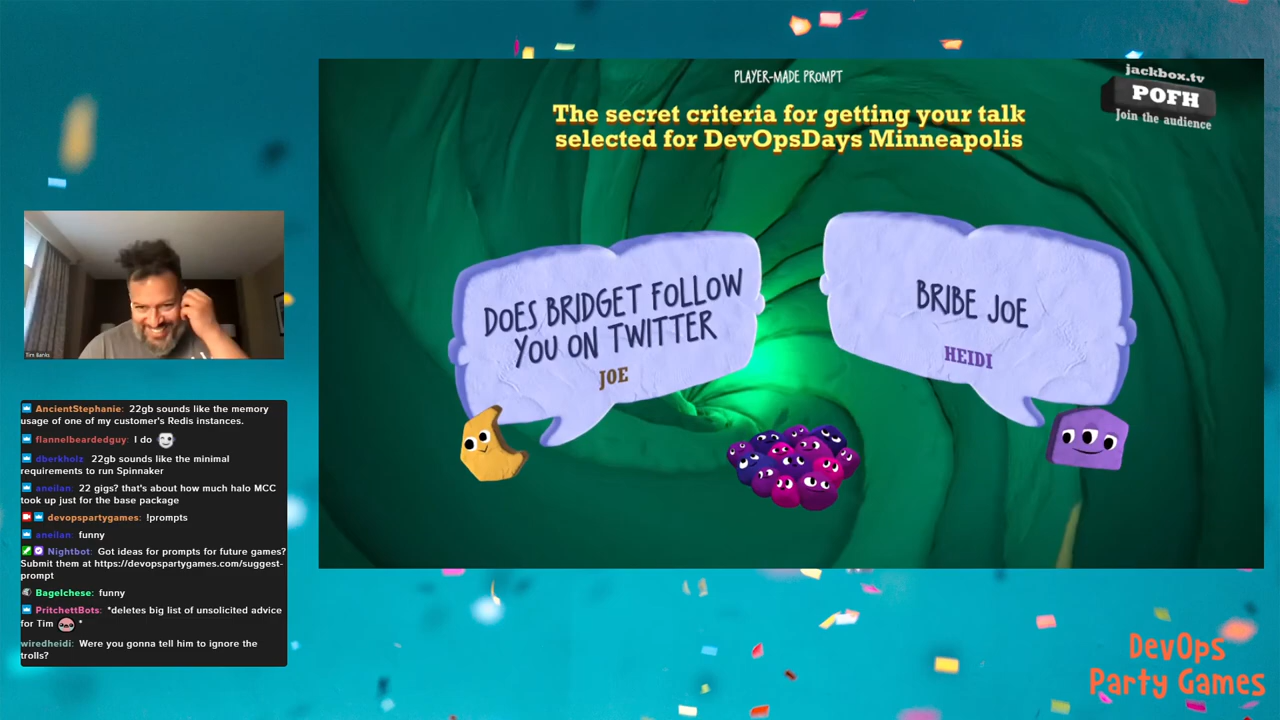 PLAYER-MADE PROMPT
The secret criteria for getting your talk
selected for DevOpsDays Minneapolis
jackbox.tv
POFH
Join the audience
DOES BRIDGET FOLLOW
YOU ON TWITTER
JOE
BRIBE JOE
HEIDI
Tim Banks
AncientStephanie: 22gb sounds like the memory
usage of one of my customer's Redis instances.
flannelbeardedguy: I do
dberkholz: 22gb sounds like the minimal
requirements to run Spinnaker
aneilan: 22 gigs? that's about how much halo MCC
took up just for the base package
devopspartygames: !prompts
aneilan: funny
Nightbot: Got ideas for prompts for future games?
Submit them at https://devopspartygames.com/suggest-
prompt
Bagelchese: funny
PritchettBots: *deletes big list of unsolicited advice
for Tim *
wiredheidi: Were you gonna tell him to ignore the
trolls?
DevOps
Party Games